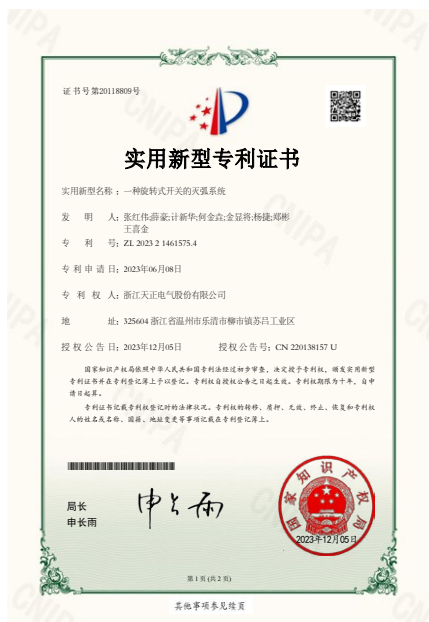 证书号第20118809号
实用新型专利证书
实用新型名称：一种旋转式开关的灭弧系统
发明人：张红伟;薛豪;计新华;何金垚;金显将;杨捷;郑彬
王喜金
专利号：ZL 2023 2 1461575.4
专利申请日：2023年06月08日
专利权人：浙江天正电气股份有限公司
地址：325604 浙江省温州市乐清市柳市镇苏吕工业区
授权公告日：2023年12月05日 授权公告号：CN 220138157 U
国家知识产权局依照中华人民共和国专利法经过初步审查，决定授予专利权，颁发实用新型
专利证书并在专利登记簿上予以登记。专利权自授权公告之日起生效。专利权期限为十年，自申
请日起算。
专利证书记载专利权登记时的法律状况。专利权的转移、质押、无效、终止、恢复和专利权
人的姓名或名称、国籍、地址变更等事项记载在专利登记簿上。
局长
申长雨
申长雨
国家知识产权局
2023年12月05日
第 1 页 (共 2 页)
其他事项参见续页
CNIPA